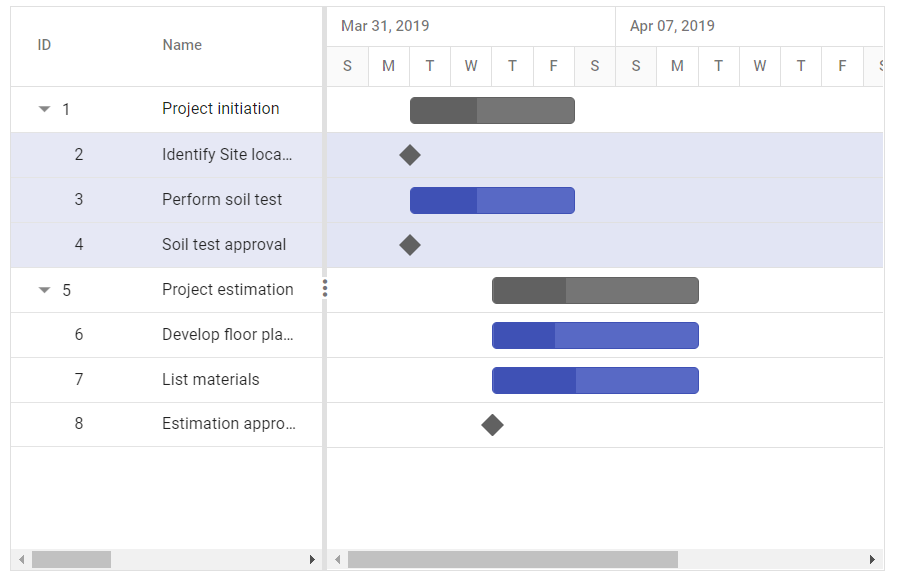 ID Name Mar 31, 2019 Apr 07, 2019
S M T W T F S S M T W T F S
1 Project initiation
2 Identify Site loca...
3 Perform soil test
4 Soil test approval
5 Project estimation
6 Develop floor pla...
7 List materials
8 Estimation appro...